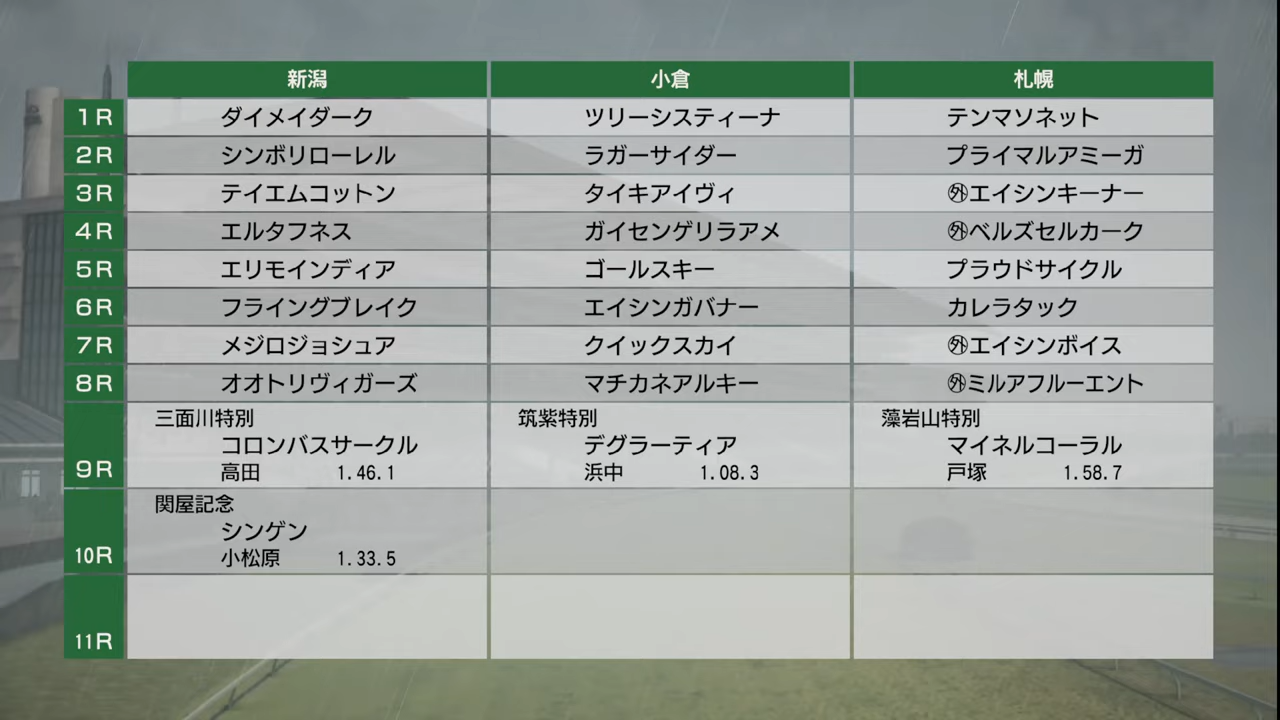 新潟 小倉 札幌
1R ダイメイダーク ツリーシスティーナ テンマソネット
2R シンボリローレル ラガーサイダー プライマルアミーガ
3R テイエムコットン タイキアイヴィ ㊕エイシンキーナー
4R エルタフネス ガイセンゲリラアメ ㊕ベルズセルカーク
5R エリモインディア ゴールスキー プラウドサイクル
6R フライングブレイク エイシンガバナー カレラタック
7R メジロジョシュア クイックスカイ ㊕エイシンボイス
8R オオトリヴィガーズ マチカネアルキー ㊕ミルアフルーエント
三面川特別 筑紫特別 藻岩山特別
コロンバスサークル デグラーティア マイネルコーラル
9R 高田 1.46.1 浜中 1.08.3 戸塚 1.58.7
関屋記念
シンゲン
10R 小松原 1.33.5
11R